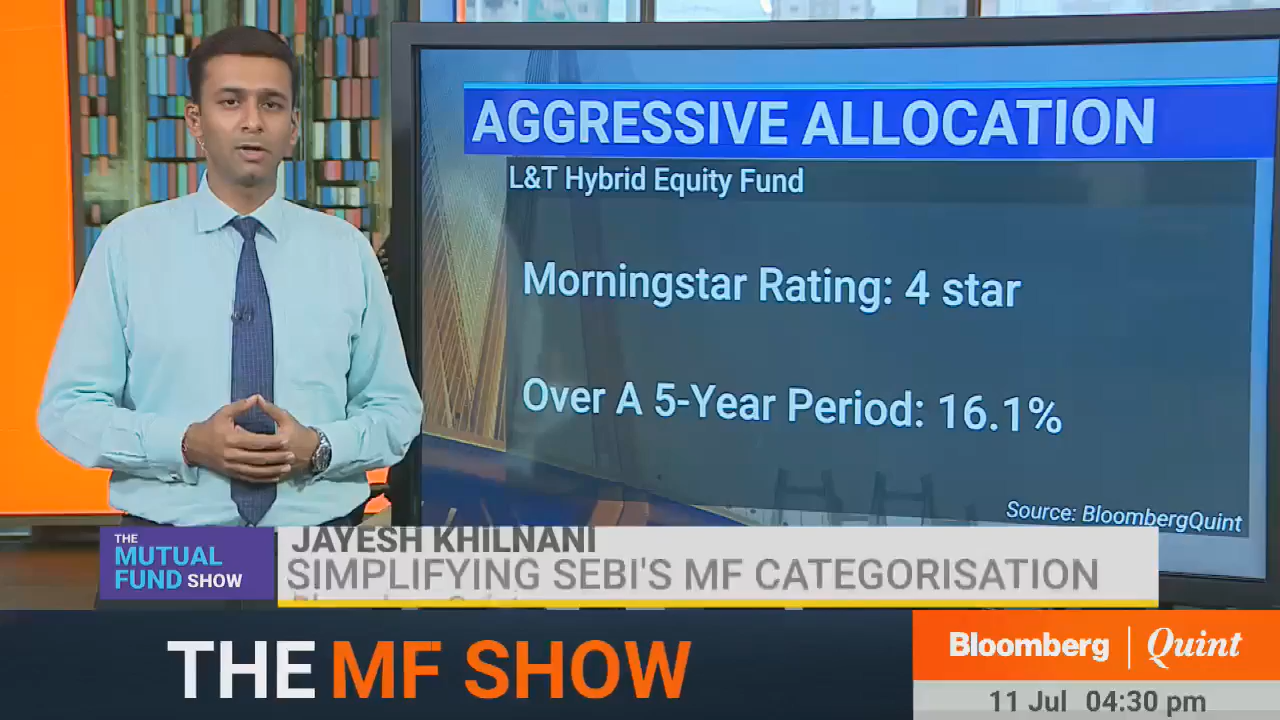 AGGRESSIVE ALLOCATION
L&T Hybrid Equity Fund
Morningstar Rating: 4 star
Over A 5-Year Period: 16.1%
Source: BloombergQuint
THE
MUTUAL
FUND SHOW
JAYESH KHILNANI
SIMPLIFYING SEBI'S MF CATEGORISATION
THE MF SHOW
Bloomberg | Quint
11 Jul 04:30 pm